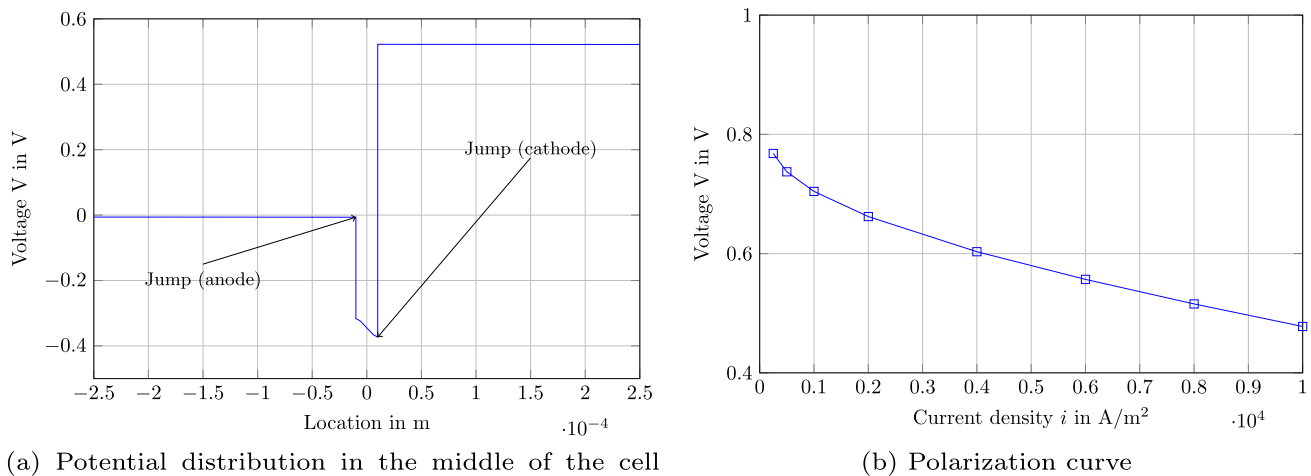 0.6
0.4
0.2
0
−0.2
−0.4
Voltage V in V
Jump (cathode)
Jump (anode)
−2.5 −2 −1.5 −1 −0.5 0 0.5 1 1.5 2 2.5
Location in m
·10⁻⁴
(a) Potential distribution in the middle of the cell
1
0.8
0.6
0.4
Voltage V in V
0 0.1 0.2 0.3 0.4 0.5 0.6 0.7 0.8 0.9 1
Current density i in A/m²
·10⁴
(b) Polarization curve